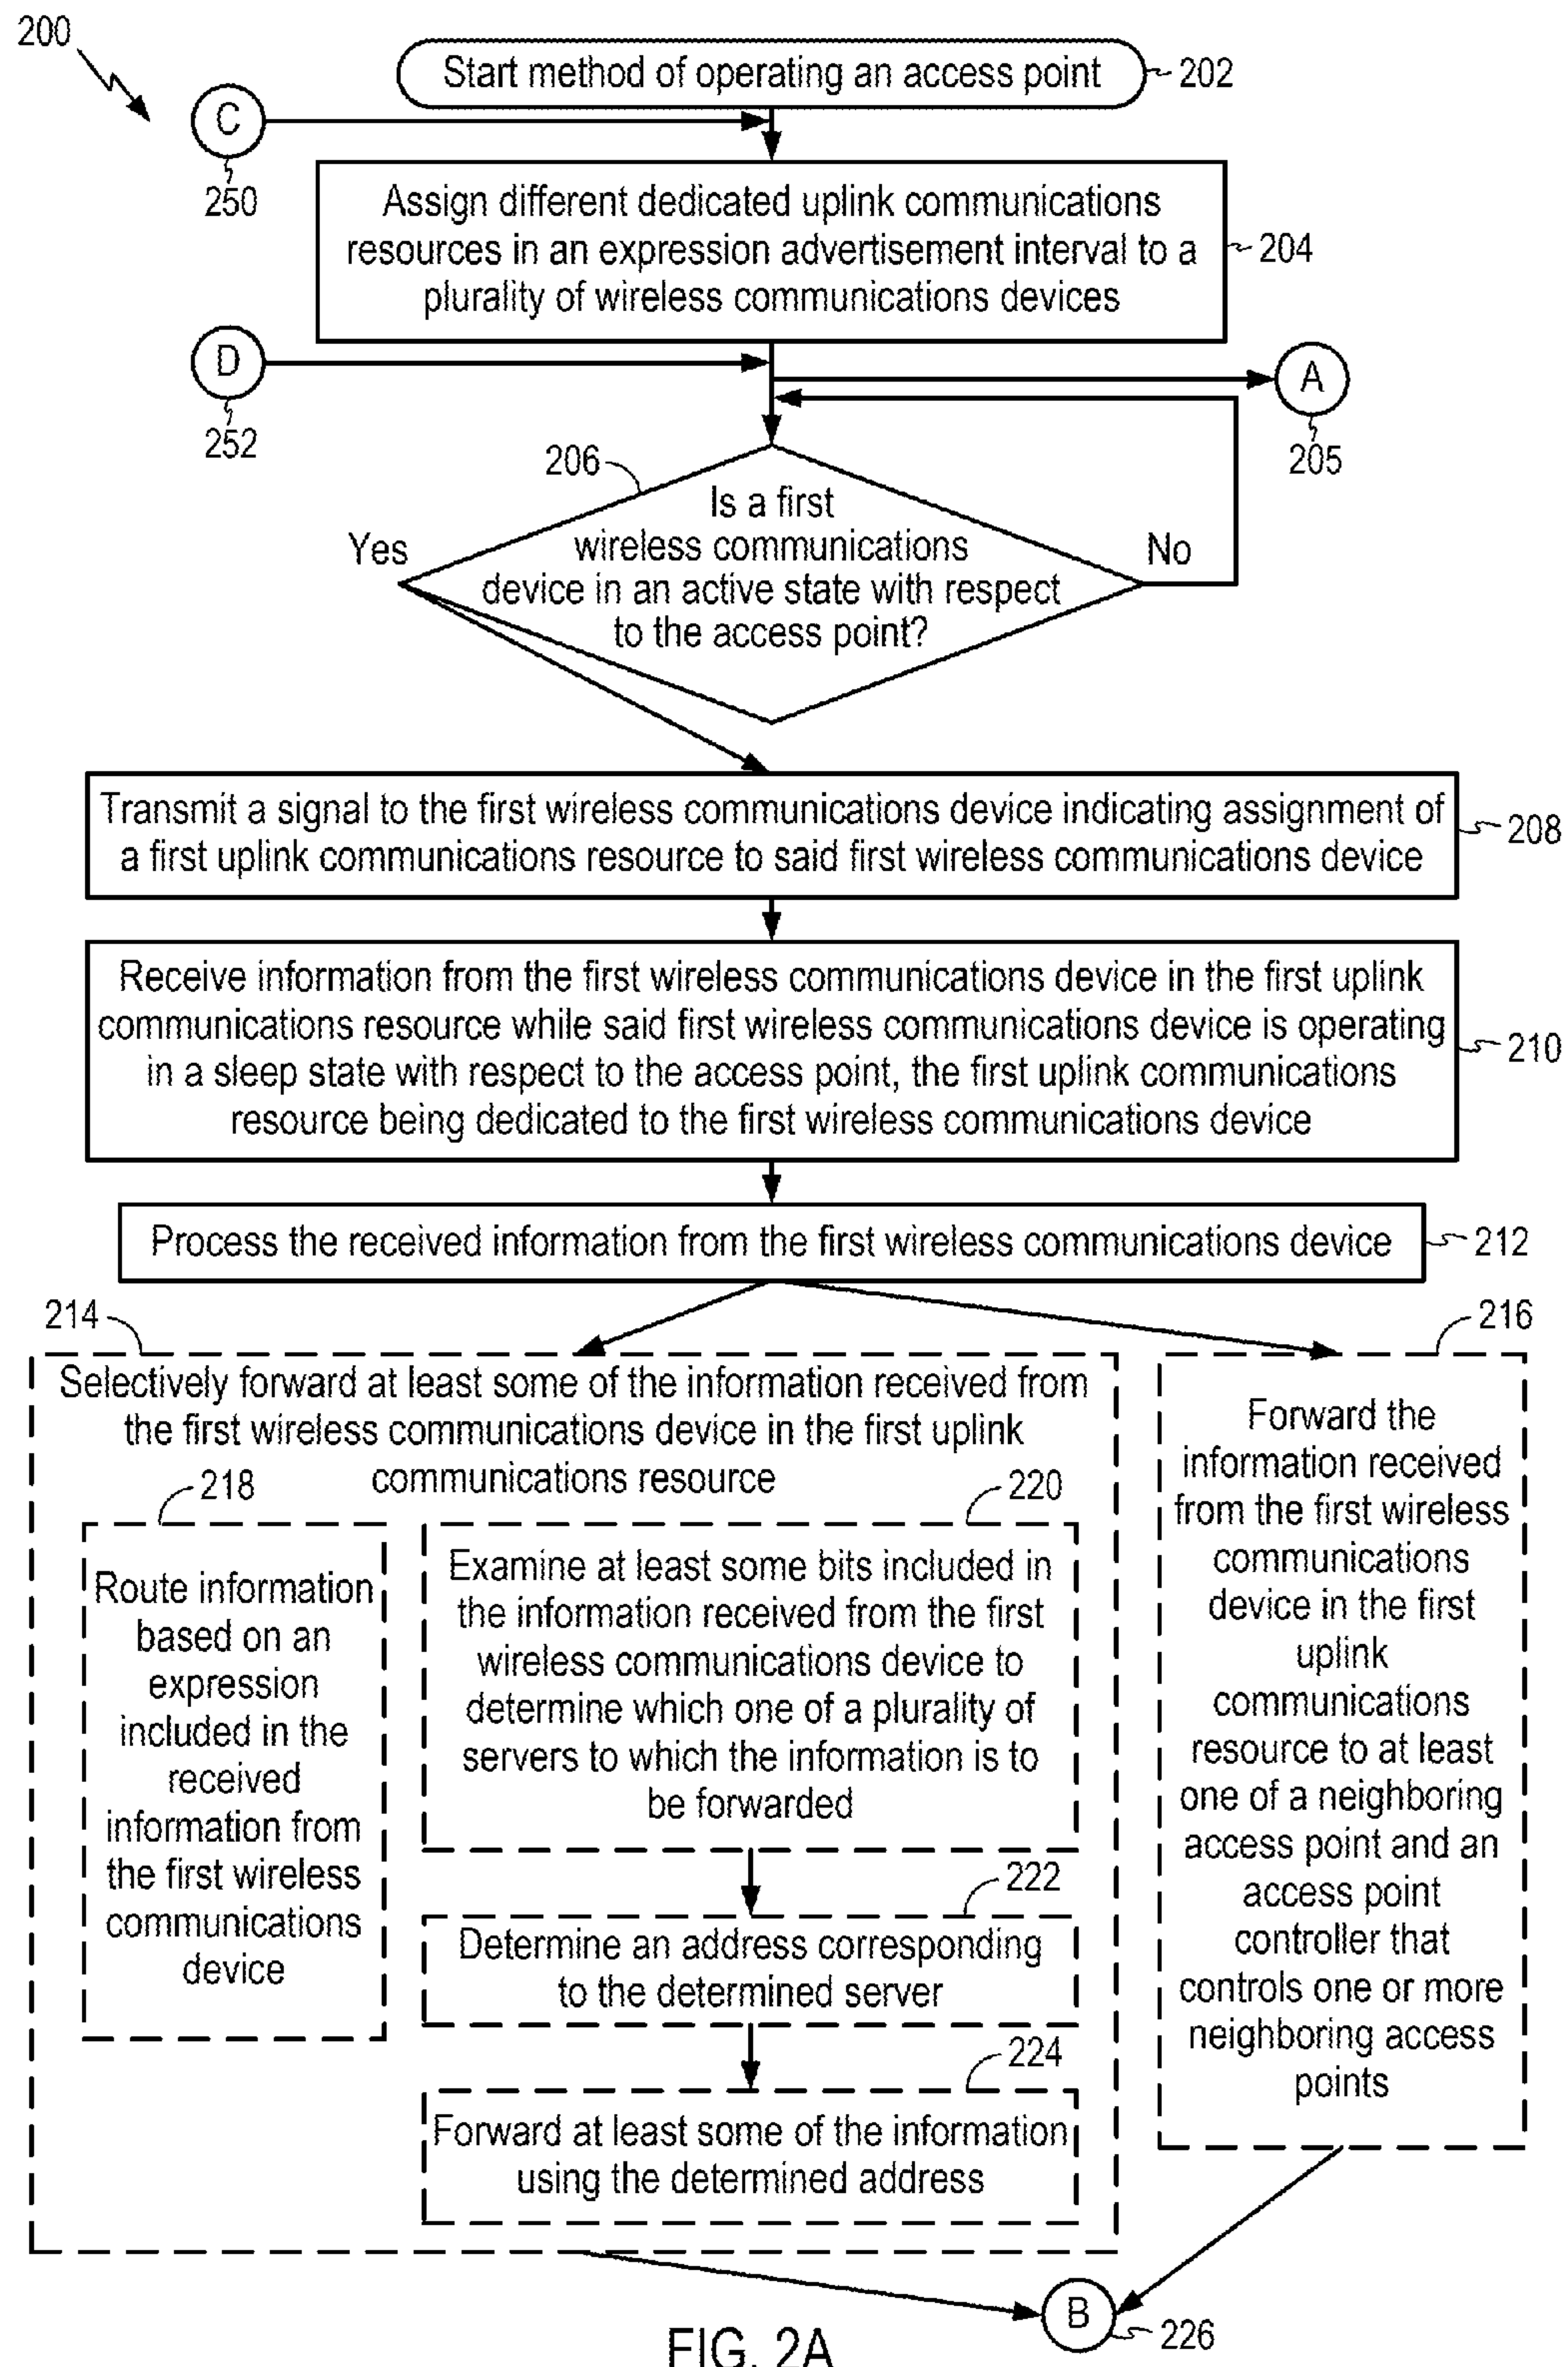 200
Start method of operating an access point
202
C
250
Assign different dedicated uplink communications
resources in an expression advertisement interval to a
plurality of wireless communications devices
204
D
252
A
205
206
Is a first
wireless communications
device in an active state with respect
to the access point?
Yes
No
Transmit a signal to the first wireless communications device indicating assignment of
a first uplink communications resource to said first wireless communications device
208
Receive information from the first wireless communications device in the first uplink
communications resource while said first wireless communications device is operating
in a sleep state with respect to the access point, the first uplink communications
resource being dedicated to the first wireless communications device
210
Process the received information from the first wireless communications device
212
214
Selectively forward at least some of the information received from
the first wireless communications device in the first uplink
communications resource
218
Route information
based on an
expression
included in the
received
information from
the first wireless
communications
device
220
Examine at least some bits included in
the information received from the first
wireless communications device to
determine which one of a plurality of
servers to which the information is to
be forwarded
222
Determine an address corresponding
to the determined server
224
Forward at least some of the information
using the determined address
216
Forward the
information received
from the first wireless
communications
device in the first
uplink
communications
resource to at least
one of a neighboring
access point and an
access point
controller that
controls one or more
neighboring access
points
B
226
FIG. 2A